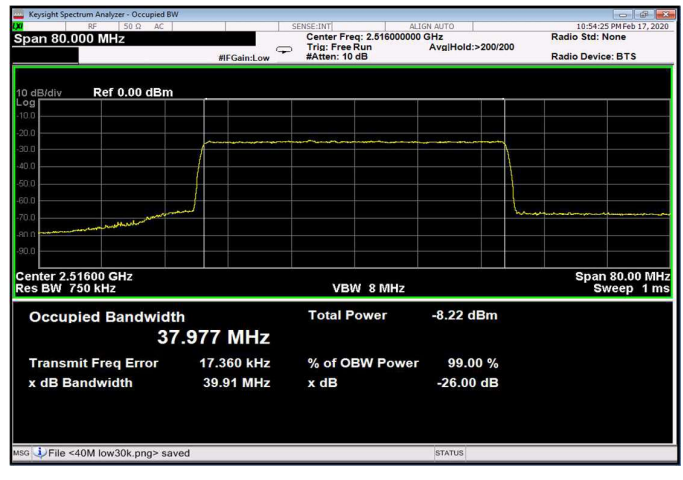 Keysight Spectrum Analyzer - Occupied BW
LXI RF 50 Ω AC SENSE:INT ALIGN AUTO 10:54:25 PM Feb 17, 2020
Span 80.000 MHz Center Freq: 2.516000000 GHz Radio Std: None
Trig: Free Run Avg|Hold:>200/200
#IFGain:Low #Atten: 10 dB Radio Device: BTS
10 dB/div Ref 0.00 dBm
Log
-10.0
-20.0
-30.0
-40.0
-50.0
-60.0
-70.0
-80.0
-90.0
Center 2.51600 GHz Span 80.00 MHz
Res BW 750 kHz VBW 8 MHz Sweep 1 ms
Occupied Bandwidth Total Power -8.22 dBm
37.977 MHz
Transmit Freq Error 17.360 kHz % of OBW Power 99.00 %
x dB Bandwidth 39.91 MHz x dB -26.00 dB
MSG File <40M low30k.png> saved STATUS